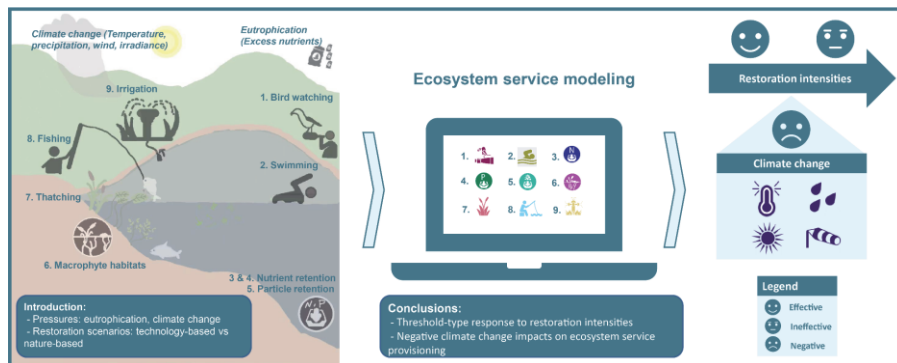 Climate change (Temperature,
precipitation, wind, irradiance)
Eutrophication
(Excess nutrients)
9. Irrigation
1. Bird watching
8. Fishing
2. Swimming
7. Thatching
6. Macrophyte habitats
3 & 4. Nutrient retention
5. Particle retention
N P
Introduction:
- Pressures: eutrophication, climate change
- Restoration scenarios: technology-based vs
nature-based
Ecosystem service modeling
1. 2. 3. N
4. P 5. 6.
7. 8. 9.
Conclusions:
- Threshold-type response to restoration intensities
- Negative climate change impacts on ecosystem service
provisioning
Restoration intensities
Climate change
Legend
Effective
Ineffective
Negative